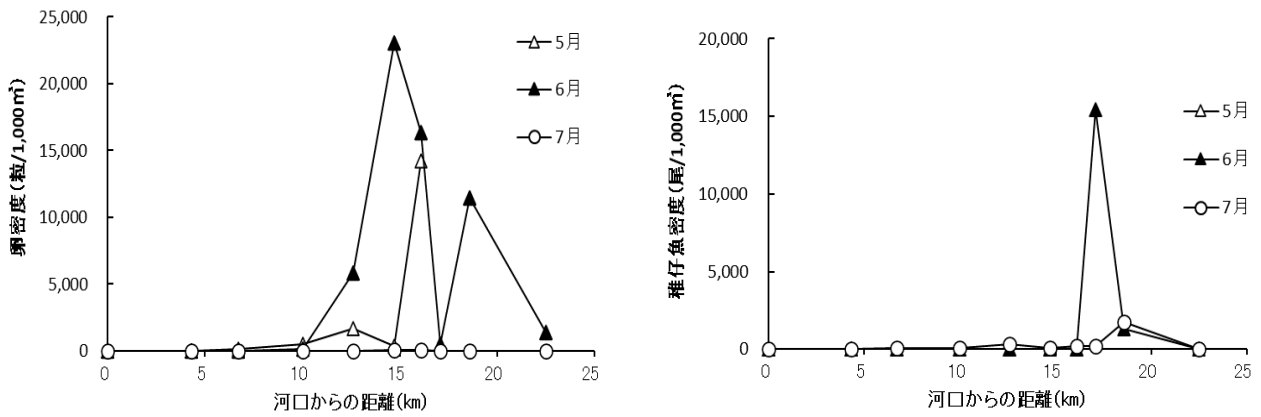 25,000
20,000
15,000
10,000
5,000
0
0 5 10 15 20 25
卵密度(粒/1,000㎥)
河口からの距離(km)
5月
6月
7月
20,000
15,000
10,000
5,000
0
0 5 10 15 20 25
稚仔魚密度(尾/1,000㎥)
河口からの距離(km)
5月
6月
7月